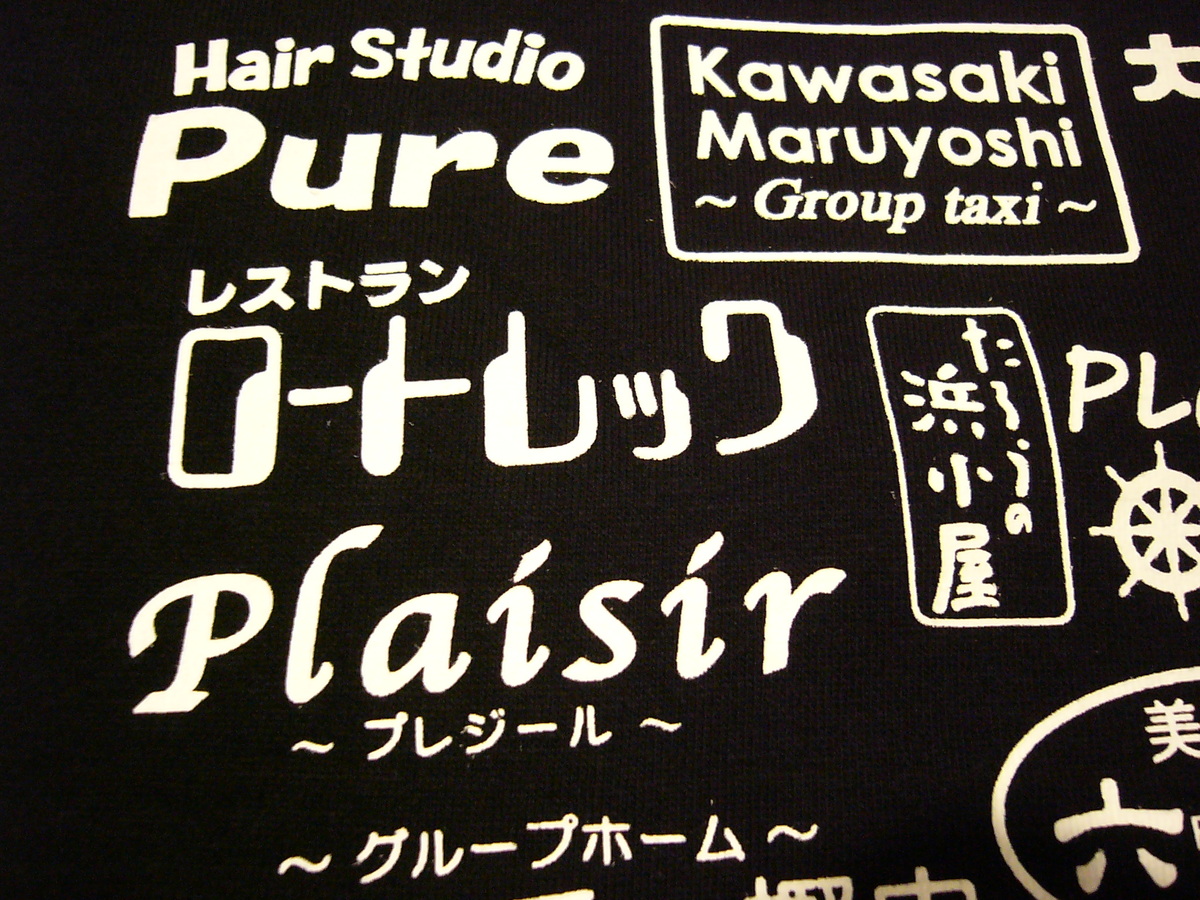 Hair Studio
Pure
Kawasaki
Maruyoshi
~ Group taxi ~
レストラン
ロートレック
たろうの
浜小屋
Plaisir
~ プレジール ~
~ グループホーム ~
美
六